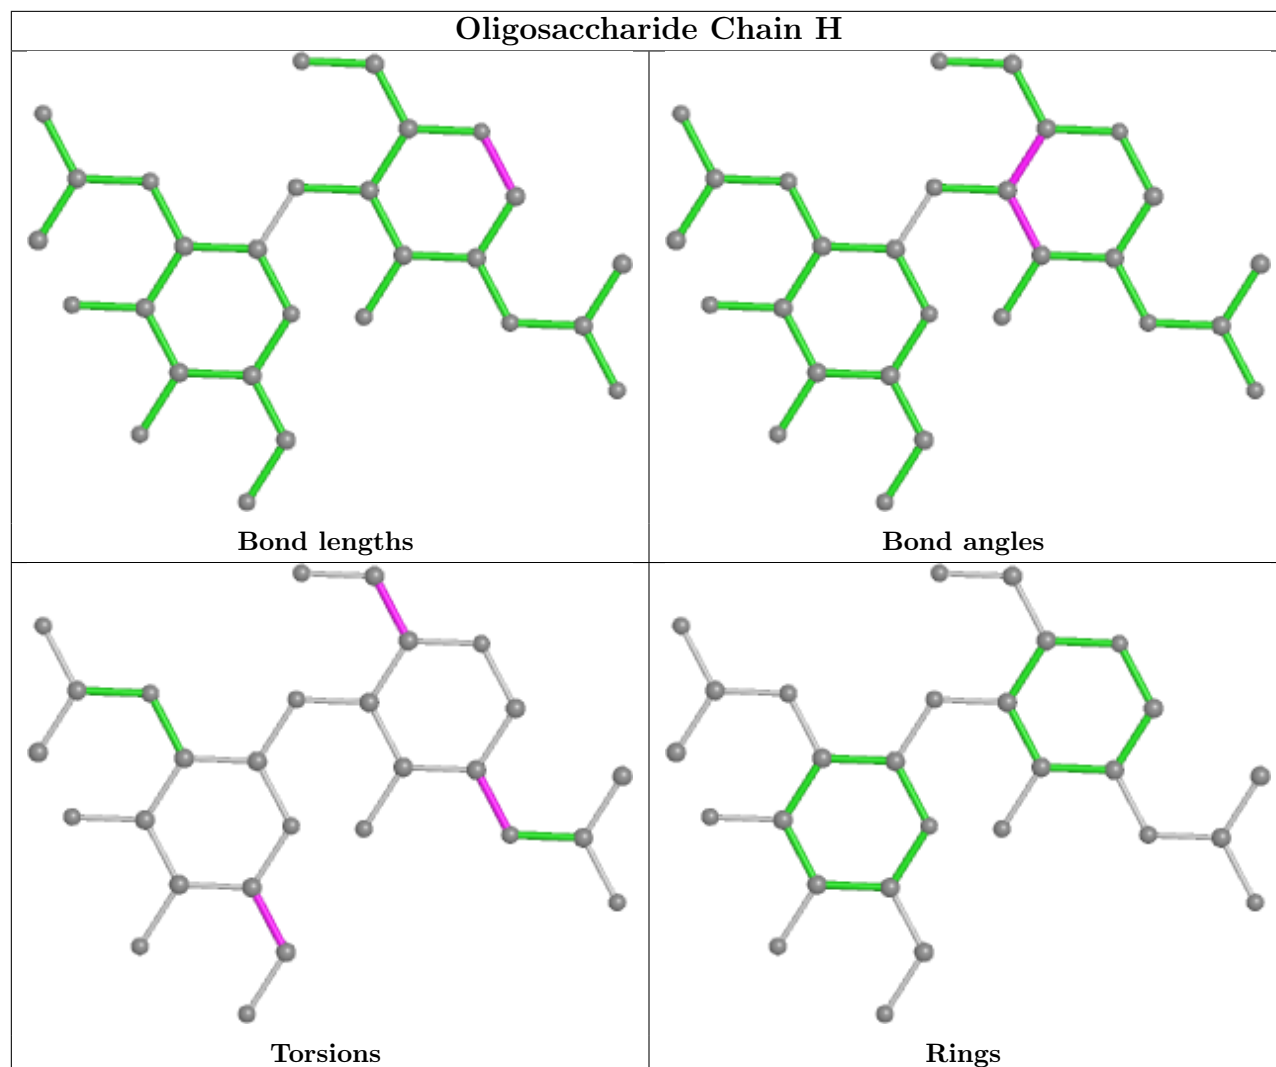 Oligosaccharide Chain H
Bond lengths
Bond angles
Torsions
Rings